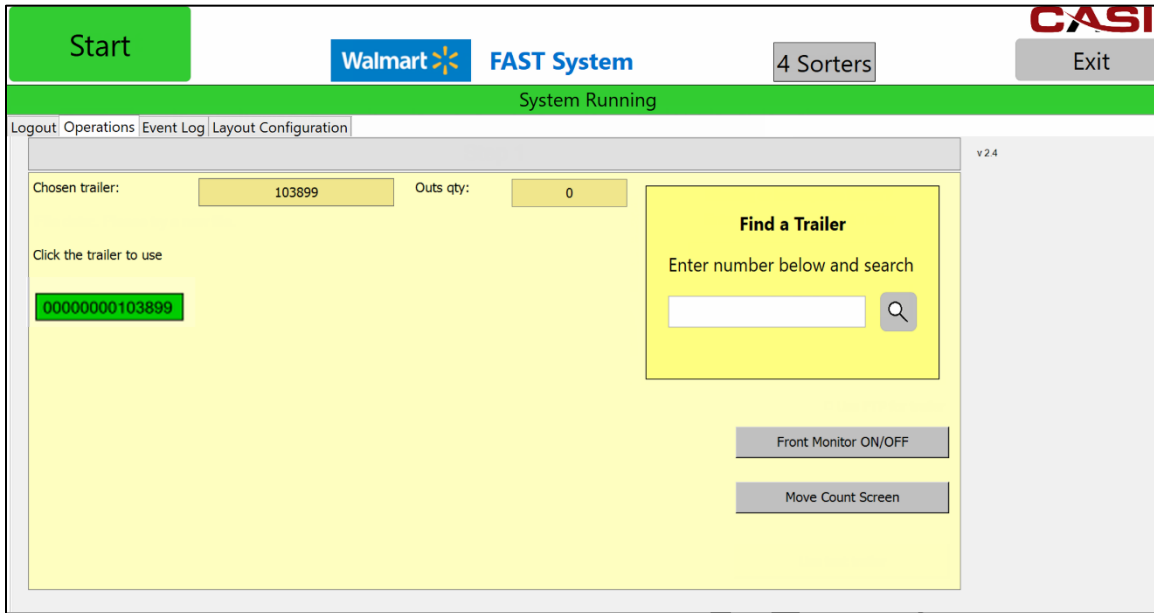 CASI
Start
Walmart FAST System
4 Sorters
Exit
System Running
Logout Operations Event Log Layout Configuration
v 2.4
Chosen trailer: 103899 Outs qty: 0
Find a Trailer
Click the trailer to use
Enter number below and search
00000000103899
Front Monitor ON/OFF
Move Count Screen